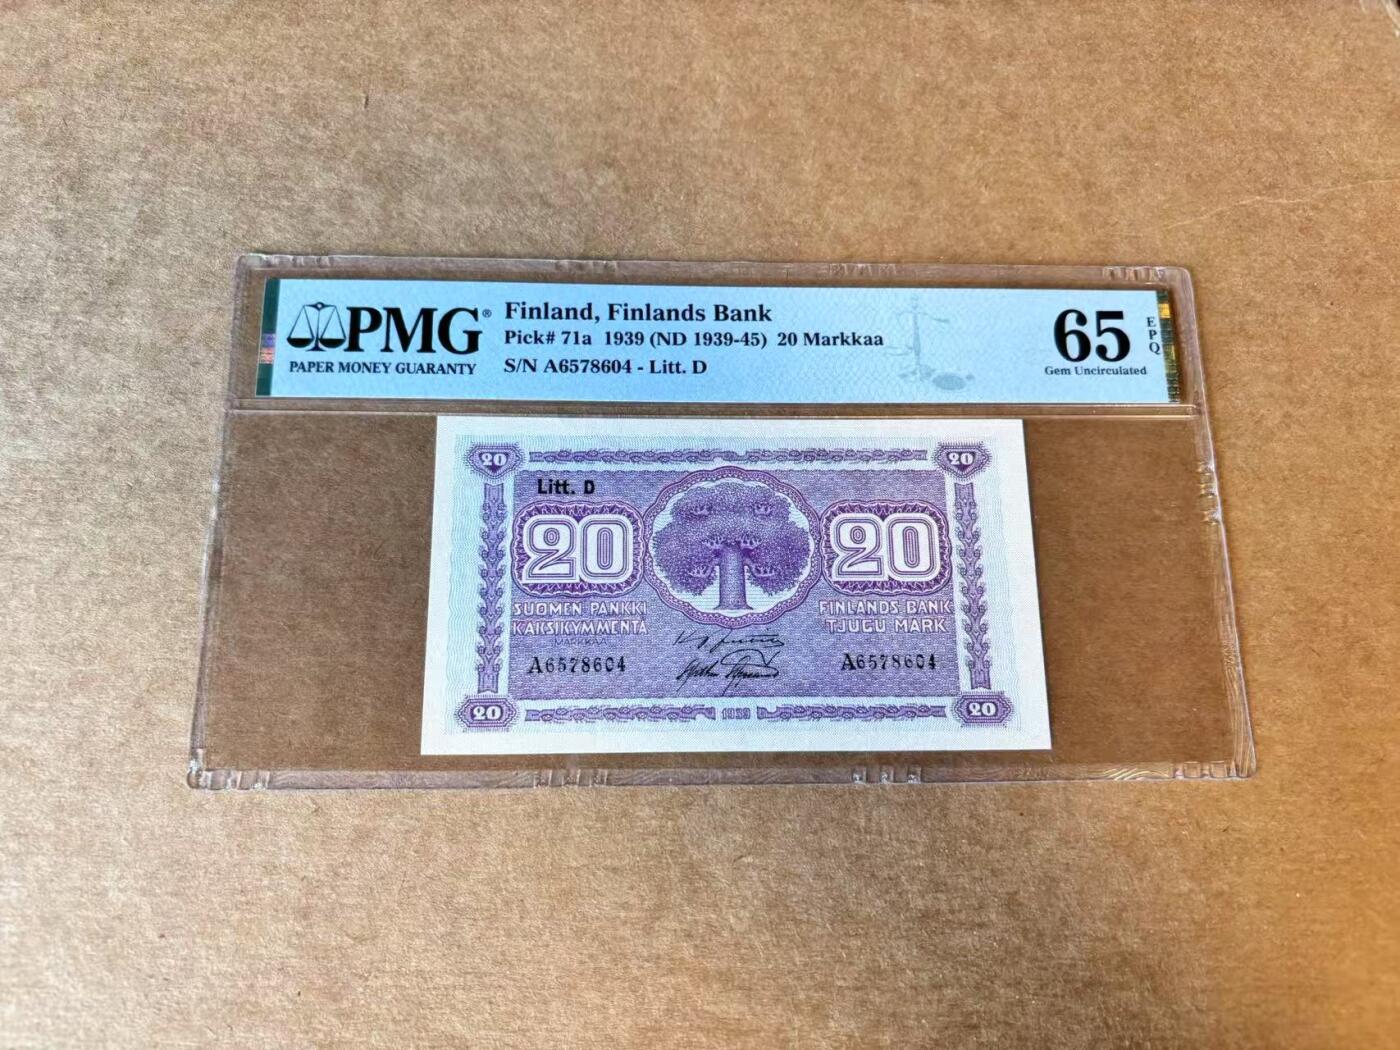 PMG®
PAPER MONEY GUARANTY
Finland, Finlands Bank
Pick# 71a 1939 (ND 1939-45) 20 Markkaa
S/N A6578604 - Litt. D
65 EPQ
Gem Uncirculated
20 20
Litt. D
20 20
SUOMEN PANKKI FINLANDS BANK
KAKSIKYMMENTÄ TJUGU MARK
MARKKAA
A6578604 A6578604
20 1939 20